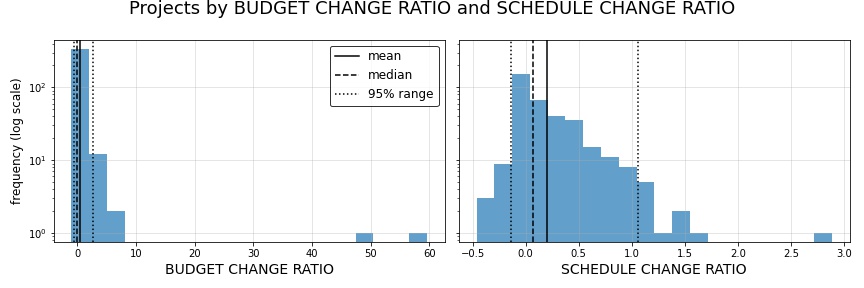 Projects by BUDGET CHANGE RATIO and SCHEDULE CHANGE RATIO
frequency (log scale)
10²
10¹
10⁰
mean
median
95% range
0 10 20 30 40 50 60
BUDGET CHANGE RATIO
−0.5 0.0 0.5 1.0 1.5 2.0 2.5 3.0
SCHEDULE CHANGE RATIO